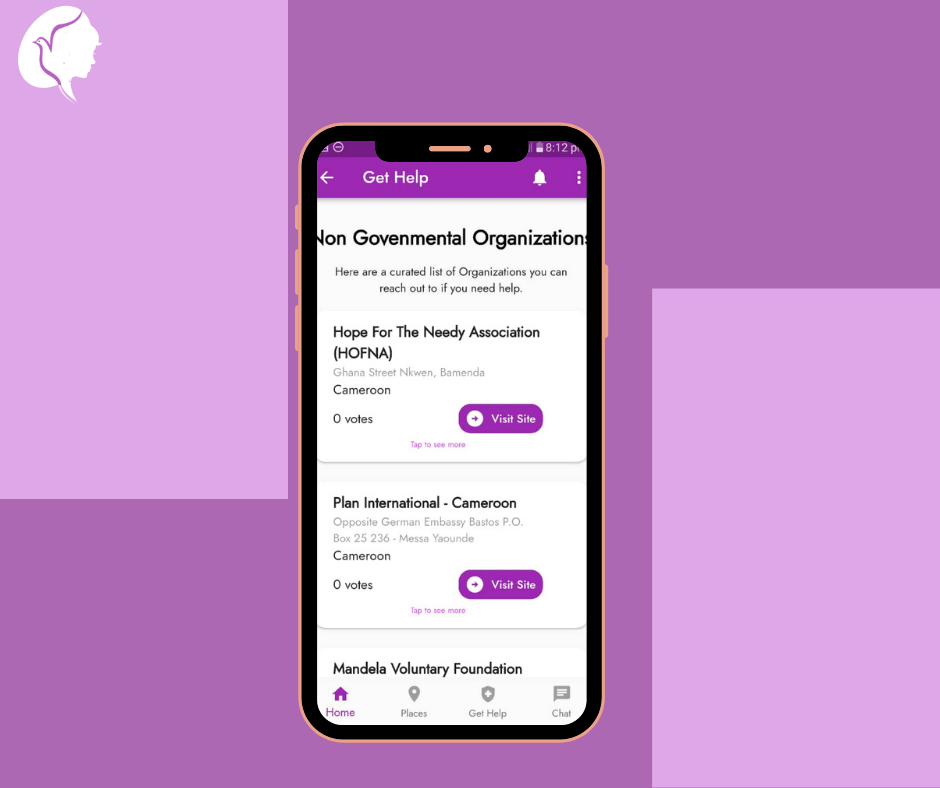 8:12 p
Get Help
Non Govenmental Organizations
Here are a curated list of Organizations you can
reach out to if you need help.
Hope For The Needy Association
(HOFNA)
Ghana Street Nkwen, Bamenda
Cameroon
0 votes
Visit Site
Tap to see more
Plan International - Cameroon
Opposite German Embassy Bastos P.O.
Box 25 236 - Messa Yaounde
Cameroon
0 votes
Visit Site
Tap to see more
Mandela Voluntary Foundation
Home Places Get Help Chat